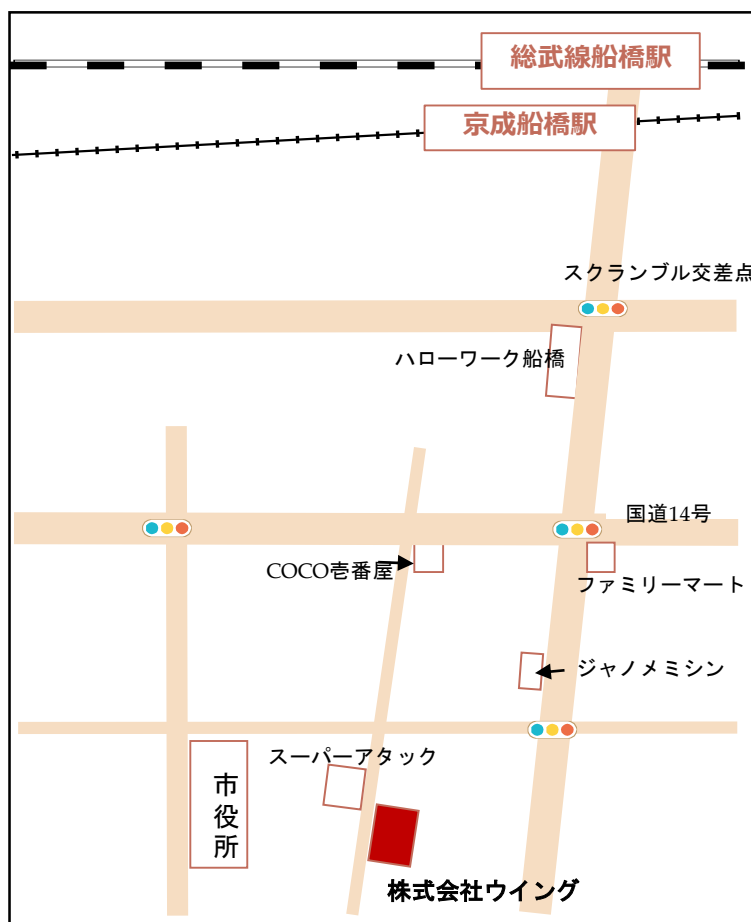 総武線船橋駅
京成船橋駅
スクランブル交差点
ハローワーク船橋
国道14号
COCO壱番屋
ファミリーマート
ジャノメミシン
スーパーアタック
市役所
株式会社ウイング